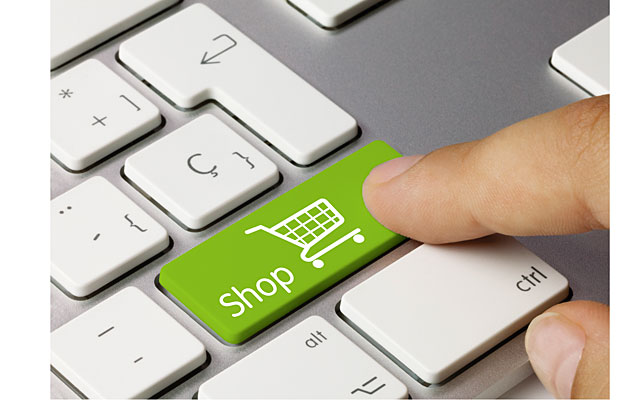 * ]
+
Ç }
¨ {
-
Shop
ctrl
alt
-
-